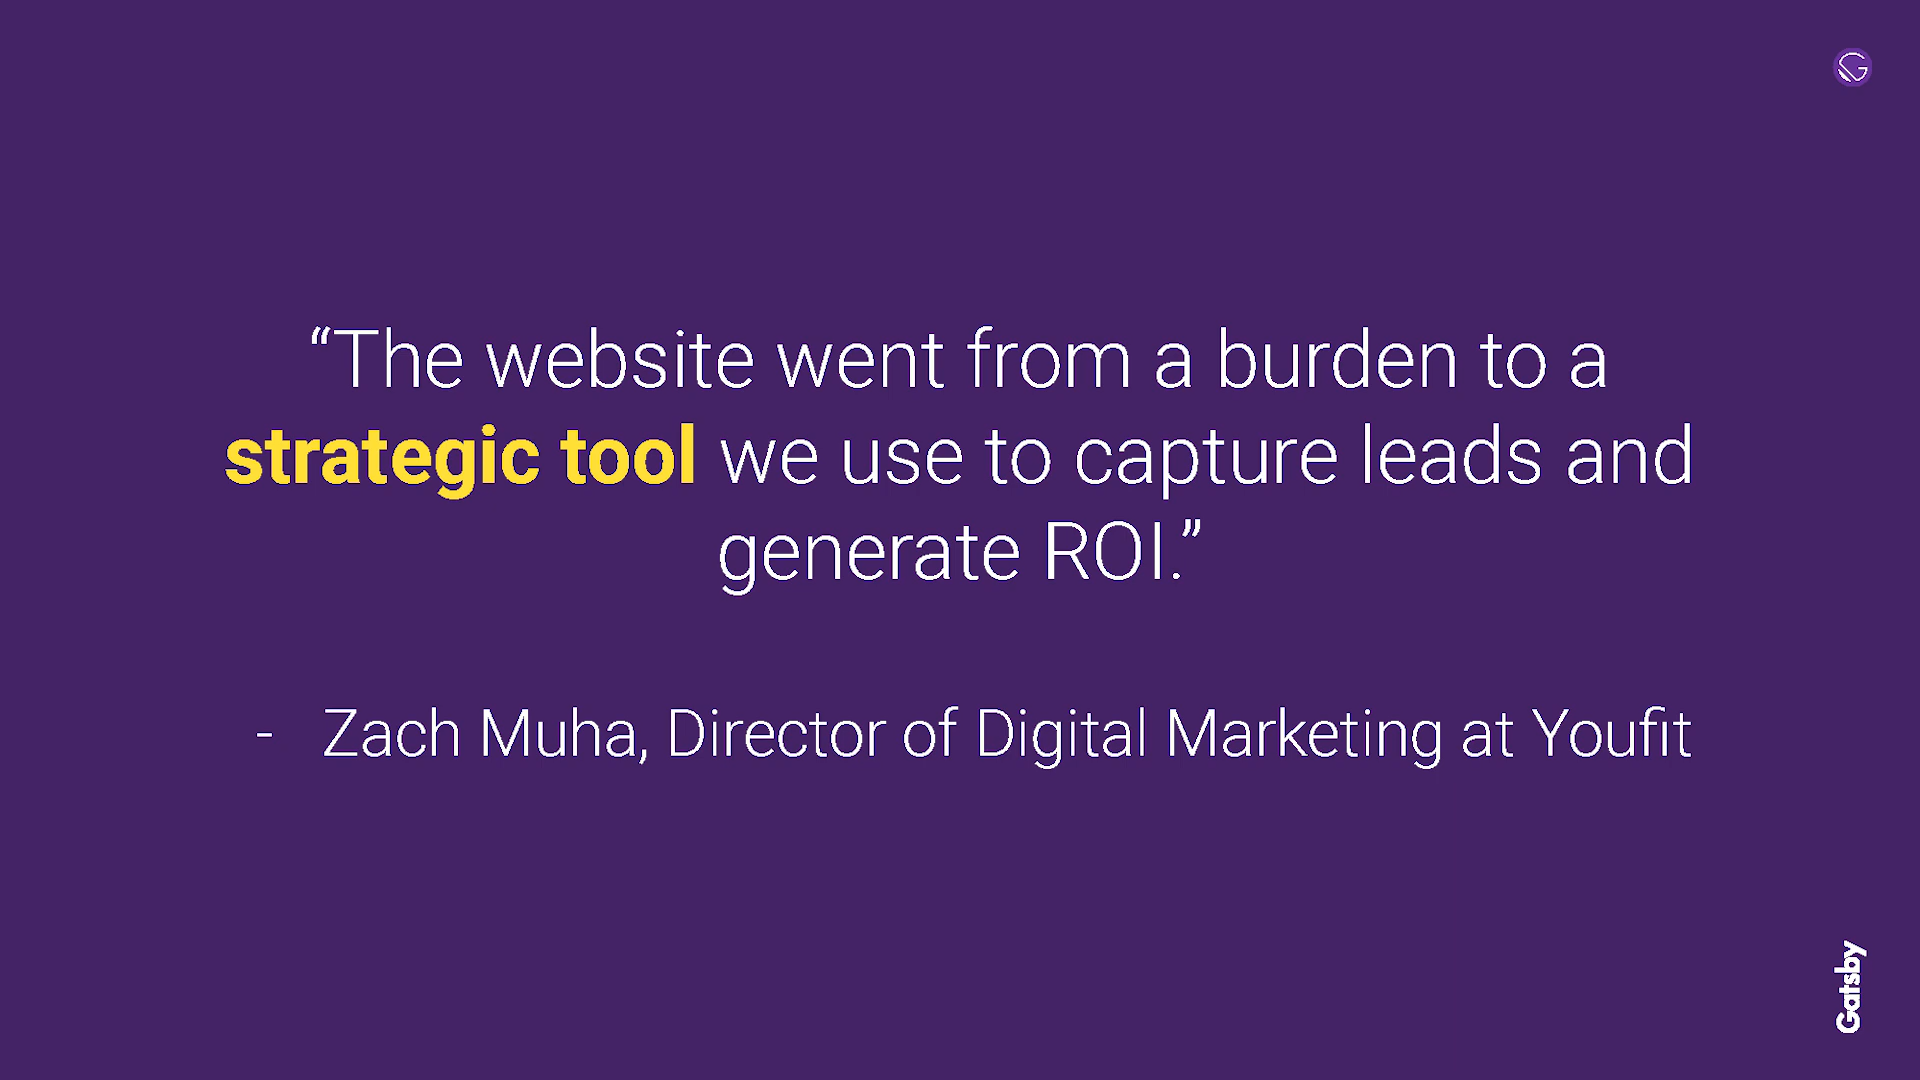 “The website went from a burden to a
strategic tool we use to capture leads and
generate ROI.”
- Zach Muha, Director of Digital Marketing at Youfit
Gatsby